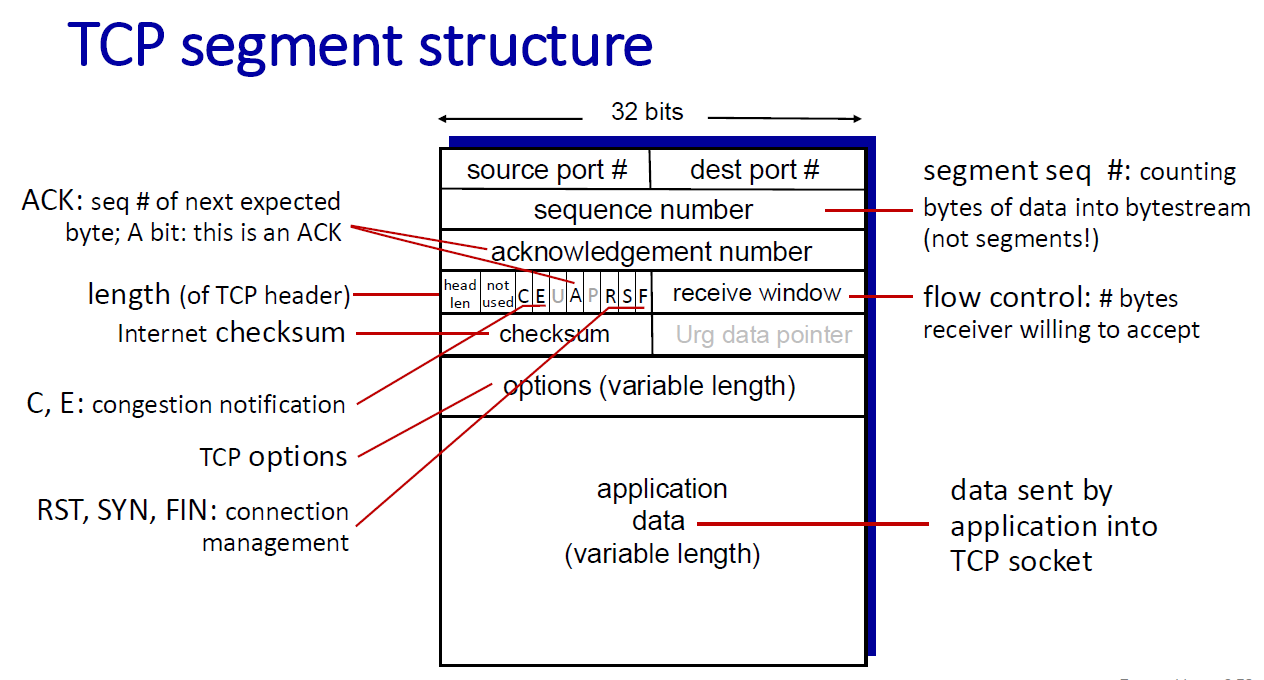 TCP segment structure
32 bits
source port #
dest port #
segment seq #: counting
bytes of data into bytestream
(not segments!)
ACK: seq # of next expected
byte; A bit: this is an ACK
sequence number
acknowledgement number
length (of TCP header)
head
len
not
used
C
E
U
A
P
R
S
F
receive window
flow control: # bytes
receiver willing to accept
Internet checksum
checksum
Urg data pointer
C, E: congestion notification
options (variable length)
TCP options
RST, SYN, FIN: connection
management
application
data
(variable length)
data sent by
application into
TCP socket